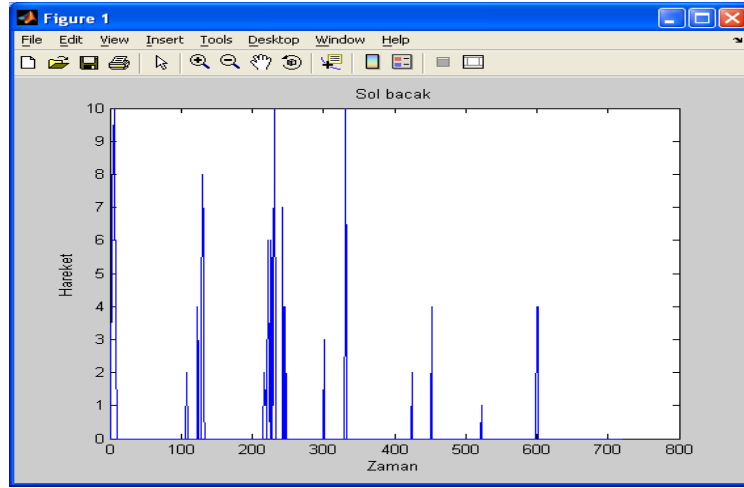 Figure 1
File Edit View Insert Tools Desktop Window Help
Sol bacak
10
9
8
7
6
5
4
3
2
1
0
Hareket
0 100 200 300 400 500 600 700 800
Zaman